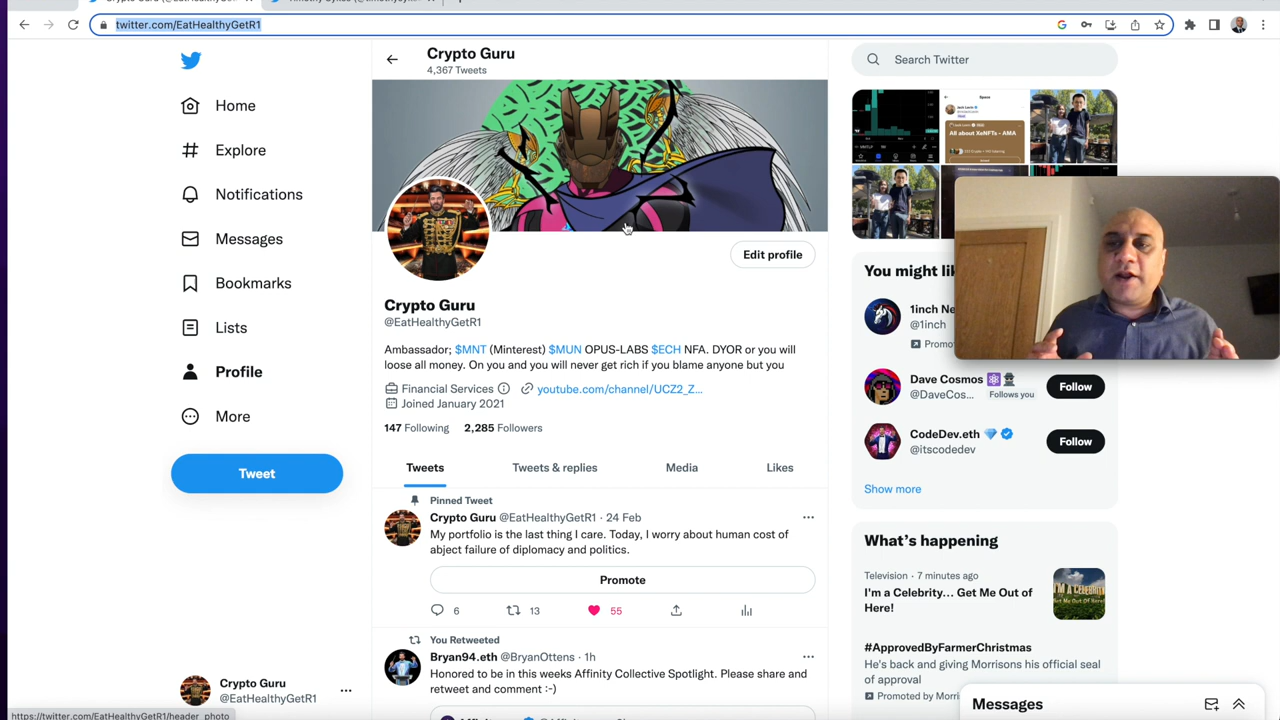 twitter.com/EatHealthyGetR1
Crypto Guru
4,367 Tweets
Search Twitter
Home
Explore
Notifications
Messages
Bookmarks
Lists
Profile
More
Tweet
All about XeNFTs - AMA
Edit profile
Crypto Guru
@EatHealthyGetR1
Ambassador; $MNT (Minterest) $MUN OPUS-LABS $ECH NFA. DYOR or you will
loose all money. On you and you will never get rich if you blame anyone but you
Financial Services
youtube.com/channel/UCZ2_Z...
Joined January 2021
147 Following 2,285 Followers
Tweets Tweets & replies Media Likes
Pinned Tweet
Crypto Guru @EatHealthyGetR1 · 24 Feb
My portfolio is the last thing I care. Today, I worry about human cost of
abject failure of diplomacy and politics.
Promote
6 13 55
You Retweeted
Bryan94.eth @BryanOttens · 1h
Honored to be in this weeks Affinity Collective Spotlight. Please share and
retweet and comment :-)
You might li
1inch Ne
@1inch
Promo
Dave Cosmos
@DaveCos... Follows you
Follow
CodeDev.eth
@itscodedev
Follow
Show more
What's happening
Television · 7 minutes ago
I'm a Celebrity... Get Me Out of
Here!
#ApprovedByFarmerChristmas
He's back and giving Morrisons his official seal
of approval
Promoted by Morri
Messages
Crypto Guru
@EatHealthyGetR1
https://twitter.com/EatHealthyGetR1/header_photo